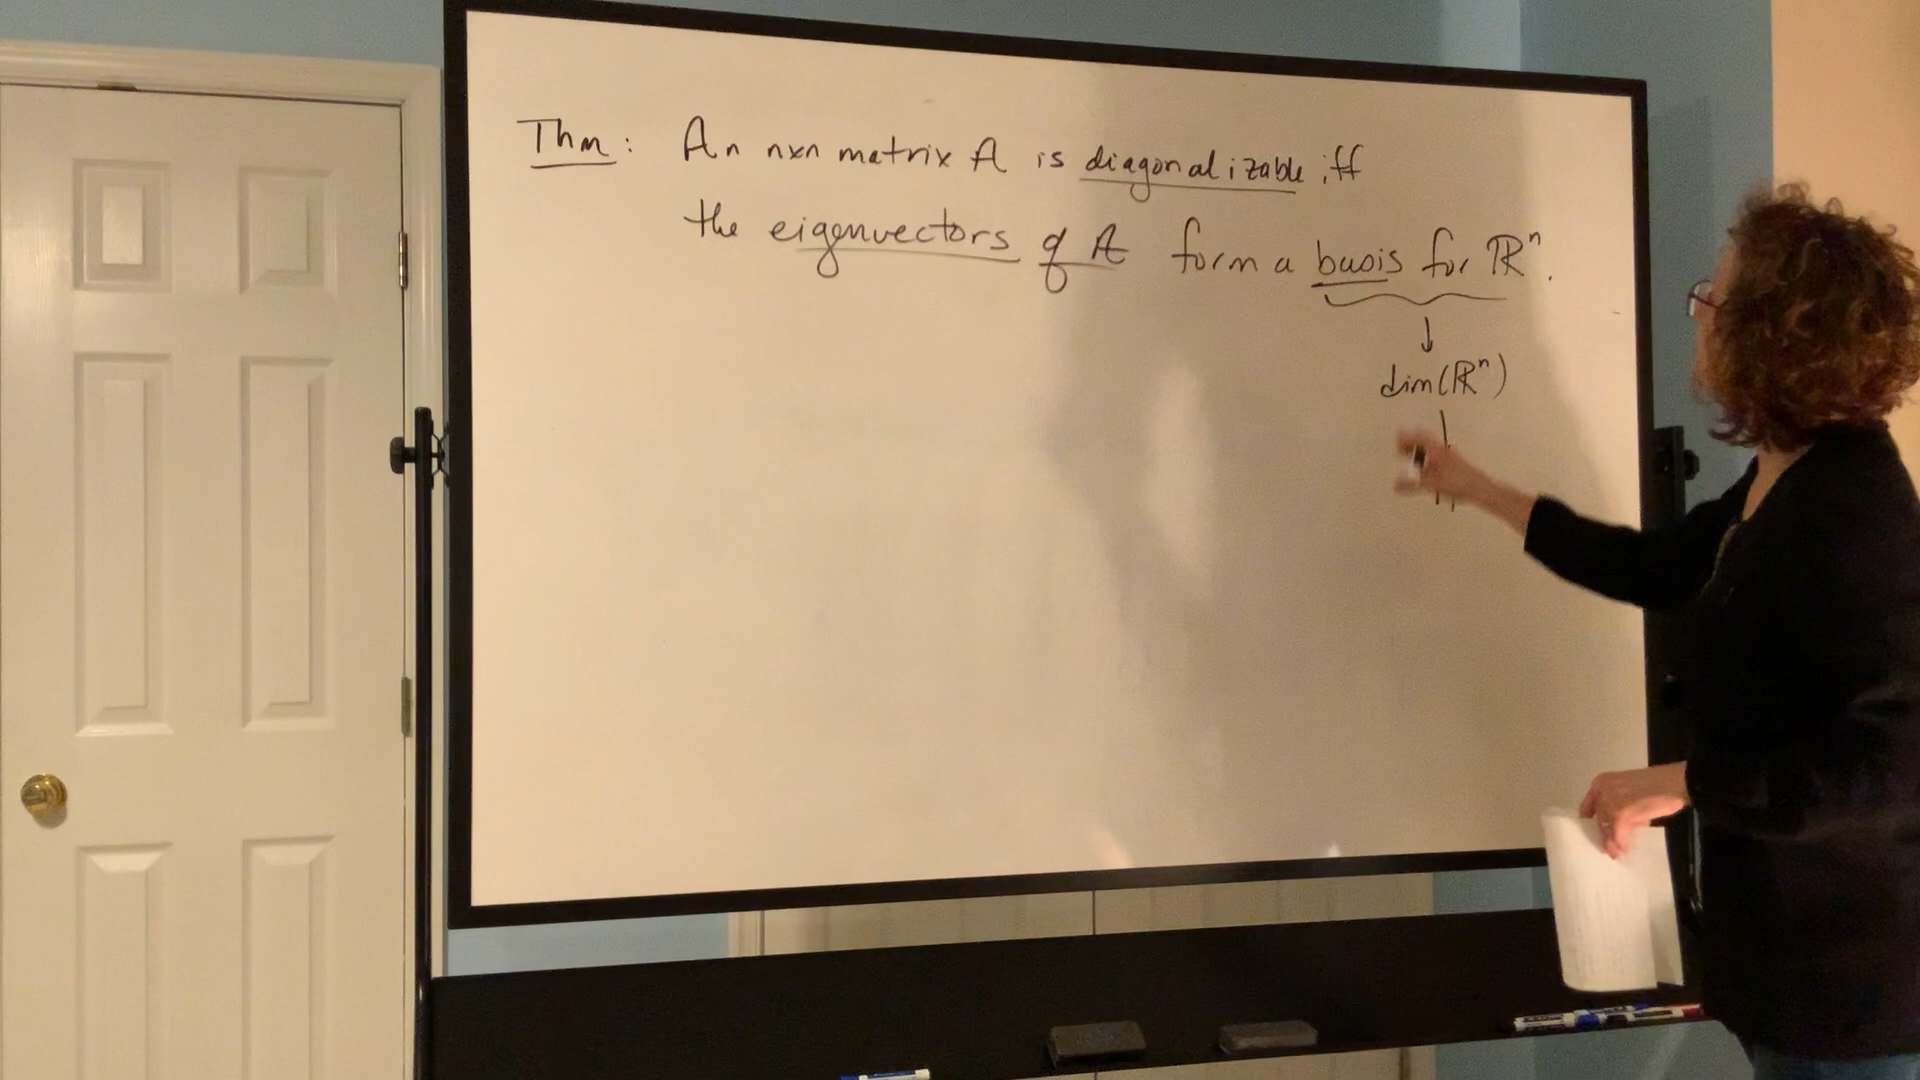 Thm: An nxn matrix A is diagonalizable iff
the eigenvectors of A form a basis for ℝⁿ.
↓
dim(ℝⁿ)